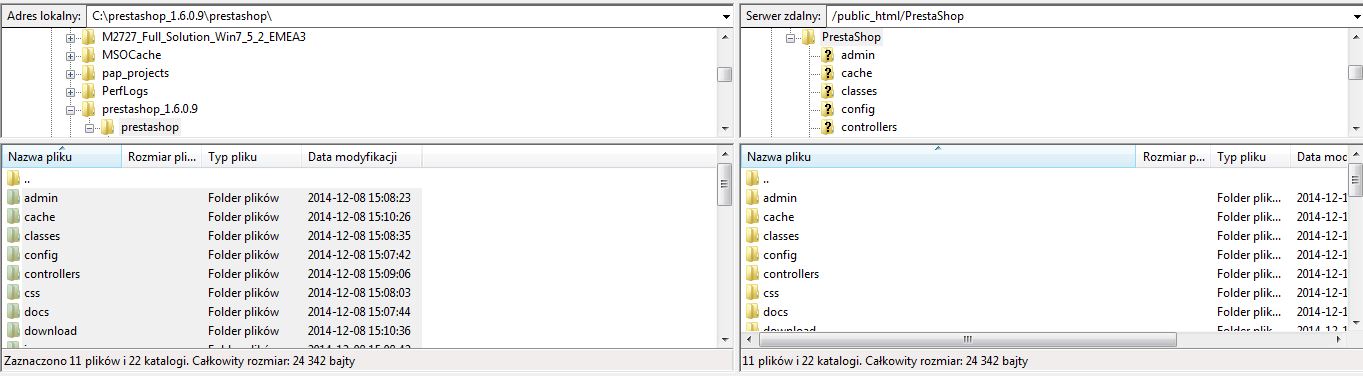 Adres lokalny: C:\prestashop_1.6.0.9\prestashop\
M2727_Full_Solution_Win7_5_2_EMEA3
MSOCache
pap_projects
PerfLogs
prestashop_1.6.0.9
prestashop
Nazwa pliku Rozmiar pli... Typ pliku Data modyfikacji
..
admin Folder plików 2014-12-08 15:08:23
cache Folder plików 2014-12-08 15:10:26
classes Folder plików 2014-12-08 15:08:35
config Folder plików 2014-12-08 15:07:42
controllers Folder plików 2014-12-08 15:09:06
css Folder plików 2014-12-08 15:08:03
docs Folder plików 2014-12-08 15:07:44
download Folder plików 2014-12-08 15:10:36
Zaznaczono 11 plików i 22 katalogi. Całkowity rozmiar: 24 342 bajty
Serwer zdalny: /public_html/PrestaShop
PrestaShop
? admin
? cache
? classes
? config
? controllers
Nazwa pliku Rozmiar p... Typ pliku Data mod
..
admin Folder plik... 2014-12-1
cache Folder plik... 2014-12-1
classes Folder plik... 2014-12-1
config Folder plik... 2014-12-1
controllers Folder plik... 2014-12-1
css Folder plik... 2014-12-1
docs Folder plik... 2014-12-1
download Folder plik... 2014-12-1
11 plików i 22 katalogi. Całkowity rozmiar: 24 342 bajty